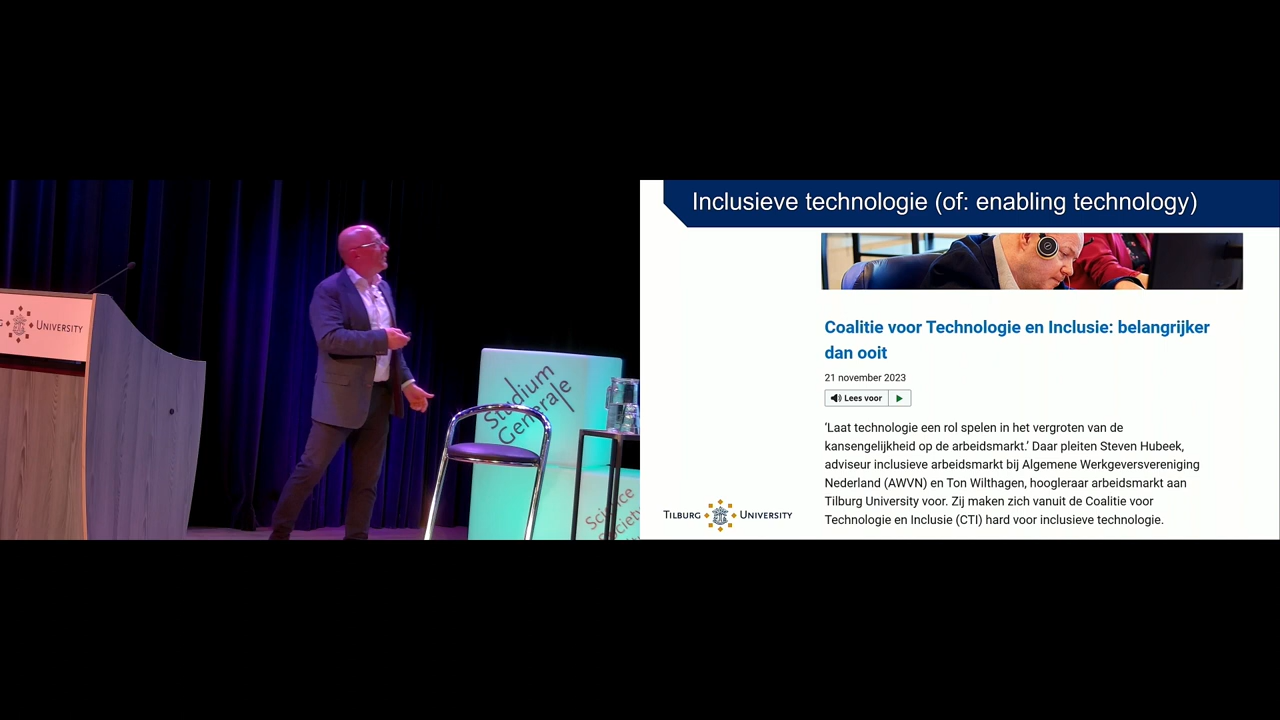 UNIVERSITY
Studium
Generale
Science
Society
Inclusieve technologie (of: enabling technology)
Coalitie voor Technologie en Inclusie: belangrijker
dan ooit
21 november 2023
Lees voor
'Laat technologie een rol spelen in het vergroten van de
kansengelijkheid op de arbeidsmarkt.' Daar pleiten Steven Hubeek,
adviseur inclusieve arbeidsmarkt bij Algemene Werkgeversvereniging
Nederland (AWVN) en Ton Wilthagen, hoogleraar arbeidsmarkt aan
Tilburg University voor. Zij maken zich vanuit de Coalitie voor
Technologie en Inclusie (CTI) hard voor inclusieve technologie.
TILBURG UNIVERSITY